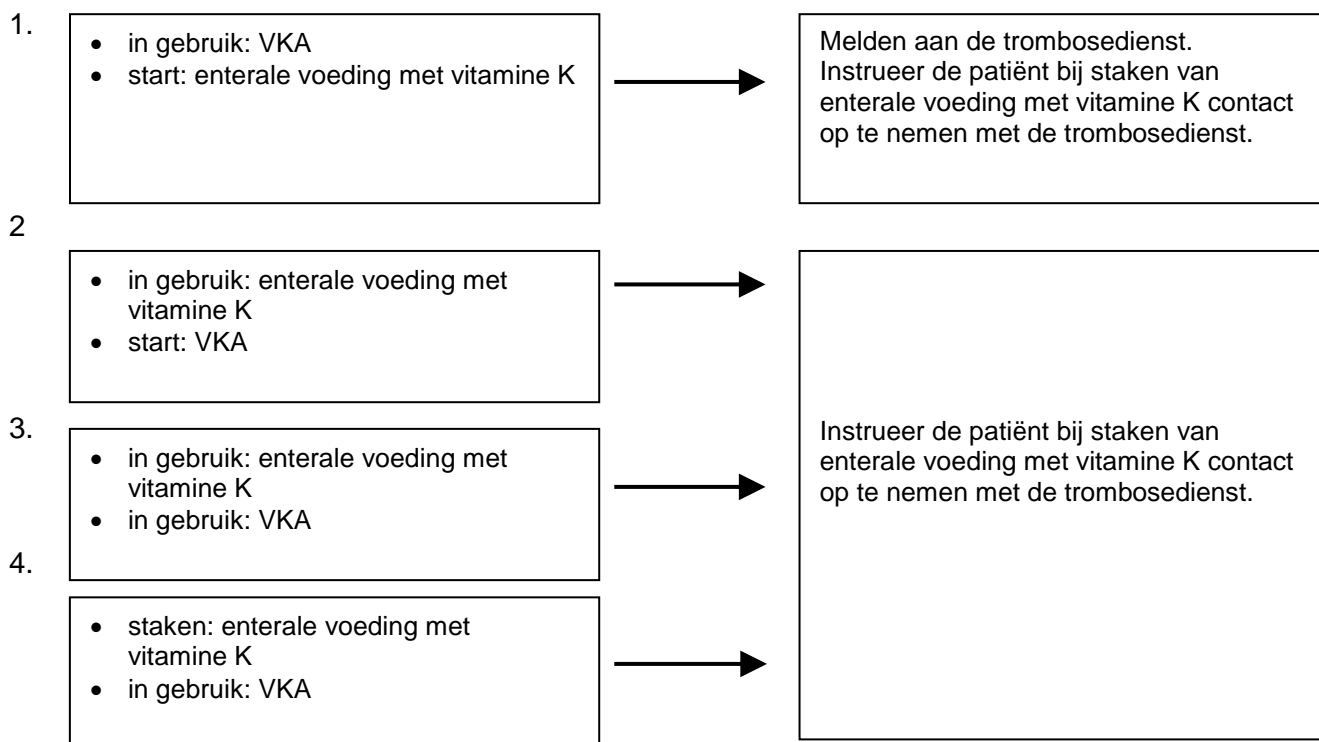 1.
• in gebruik: VKA
• start: enterale voeding met vitamine K
Melden aan de trombosedienst.
Instrueer de patiënt bij staken van
enterale voeding met vitamine K contact
op te nemen met de trombosedienst.
2
• in gebruik: enterale voeding met
vitamine K
• start: VKA
3.
• in gebruik: enterale voeding met
vitamine K
• in gebruik: VKA
Instrueer de patiënt bij staken van
enterale voeding met vitamine K contact
op te nemen met de trombosedienst.
4.
• staken: enterale voeding met
vitamine K
• in gebruik: VKA